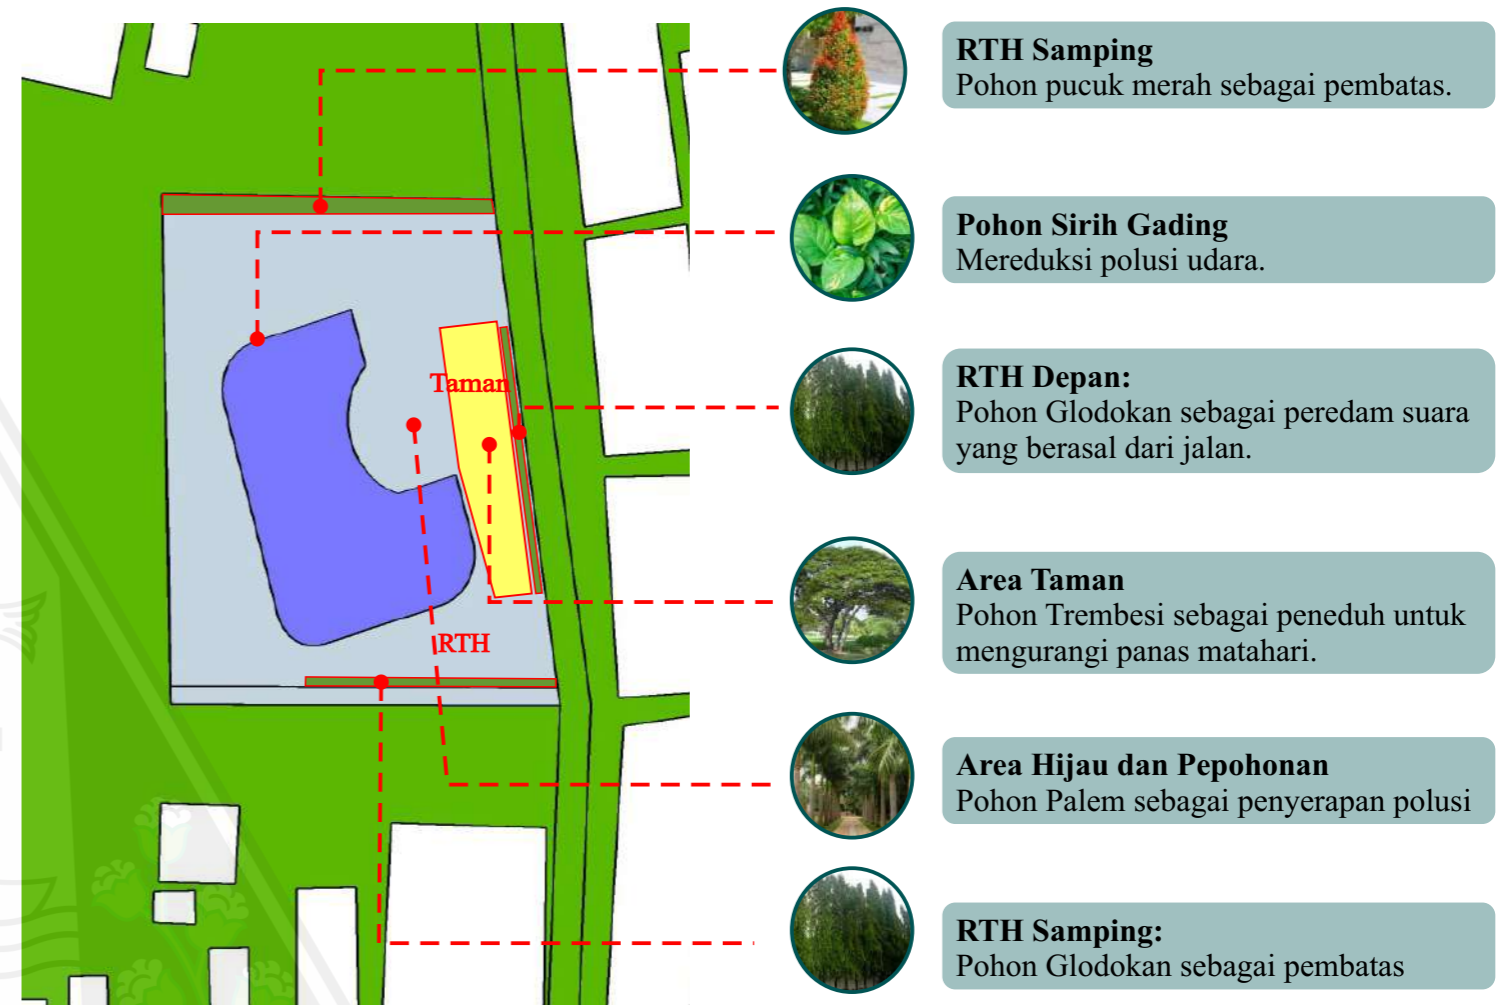 RTH Samping
Pohon pucuk merah sebagai pembatas.
Pohon Sirih Gading
Mereduksi polusi udara.
RTH Depan:
Pohon Glodokan sebagai peredam suara
yang berasal dari jalan.
Area Taman
Pohon Trembesi sebagai peneduh untuk
mengurangi panas matahari.
Area Hijau dan Pepohonan
Pohon Palem sebagai penyerapan polusi
RTH Samping:
Pohon Glodokan sebagai pembatas
Taman
RTH